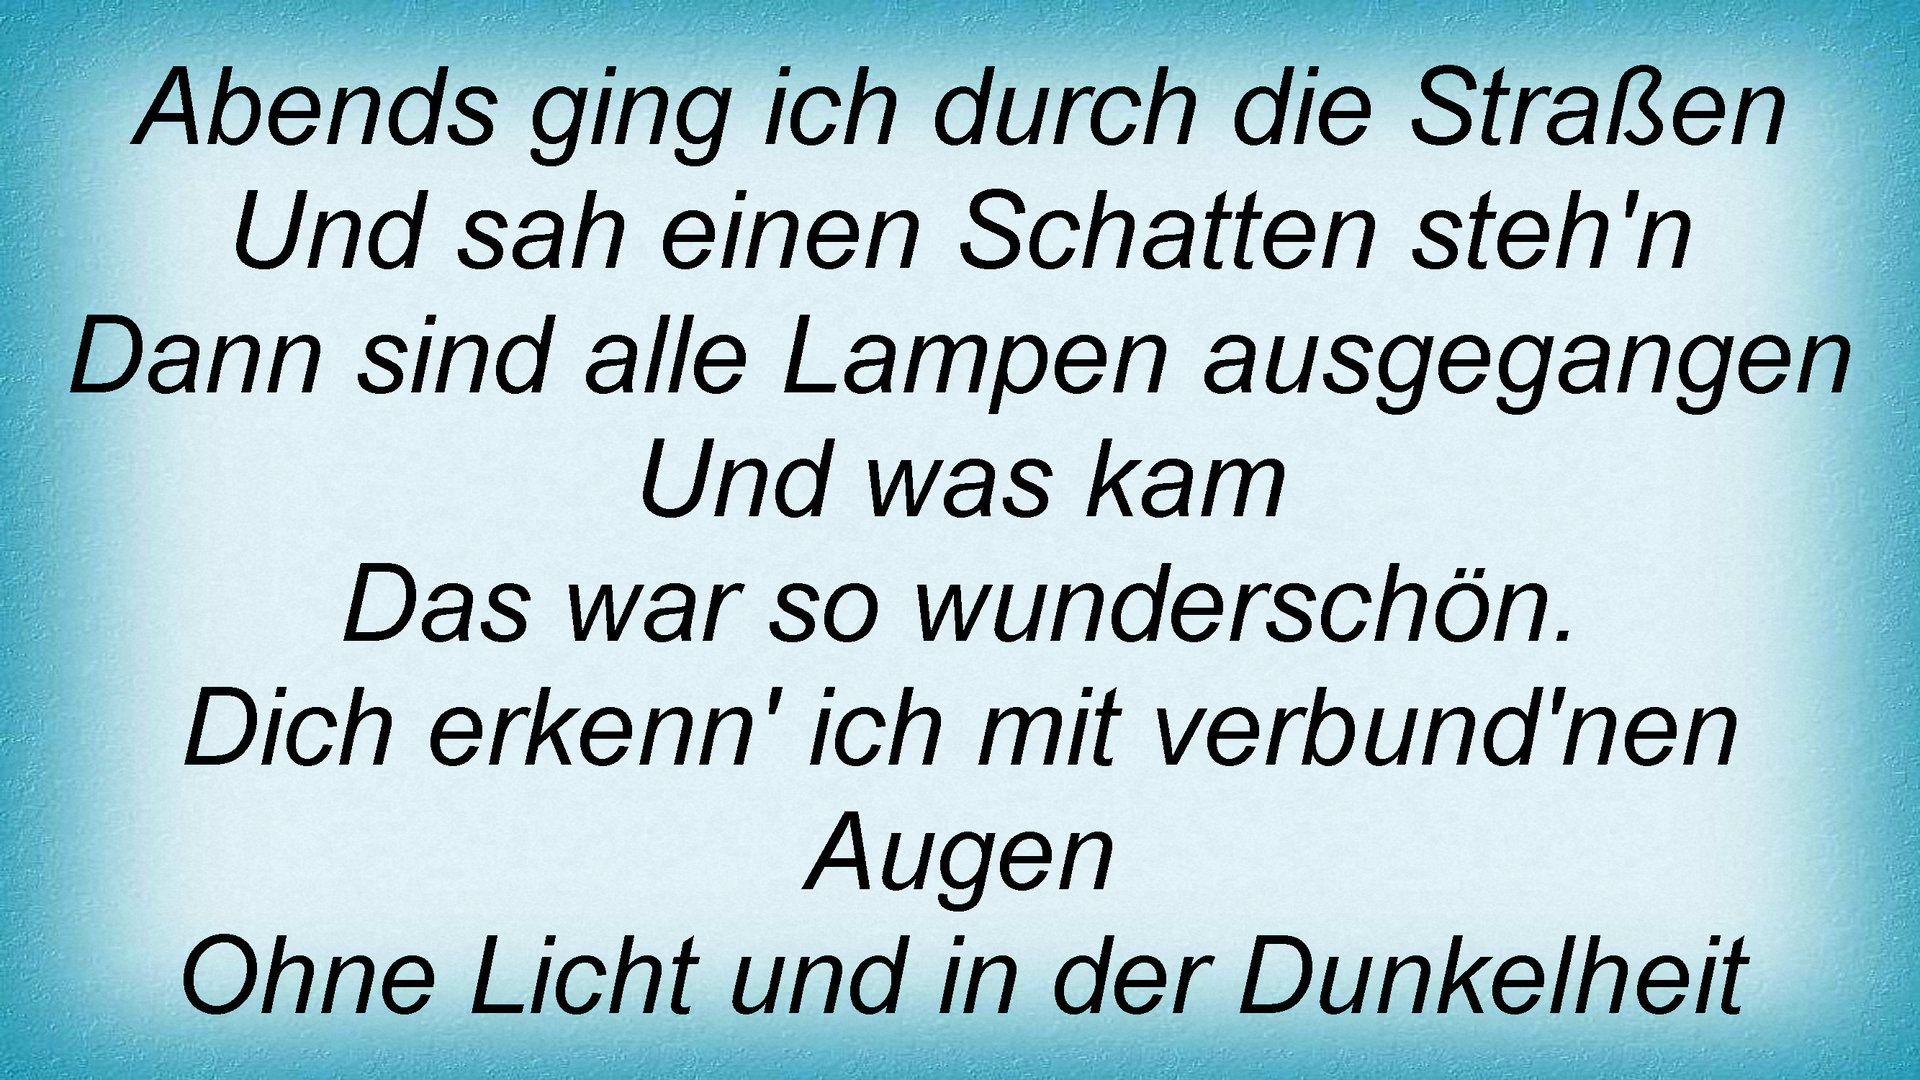 Abends ging ich durch die Straßen
Und sah einen Schatten steh'n
Dann sind alle Lampen ausgegangen
Und was kam
Das war so wunderschön.
Dich erkenn' ich mit verbund'nen
Augen
Ohne Licht und in der Dunkelheit